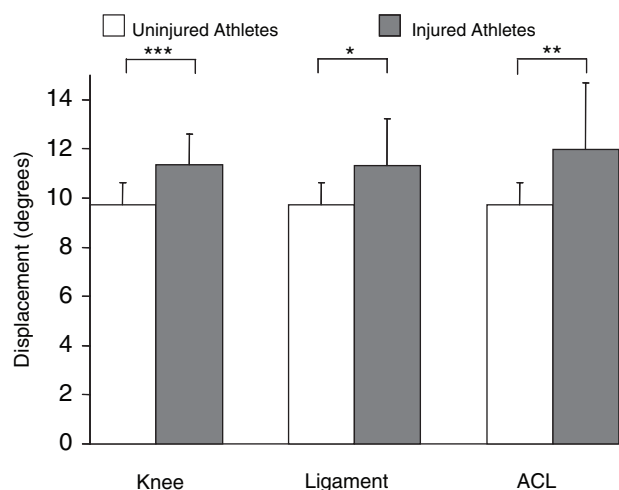 Uninjured Athletes Injured Athletes
*** * **
14
12
10
8
6
4
2
0
Displacement (degrees)
Knee Ligament ACL